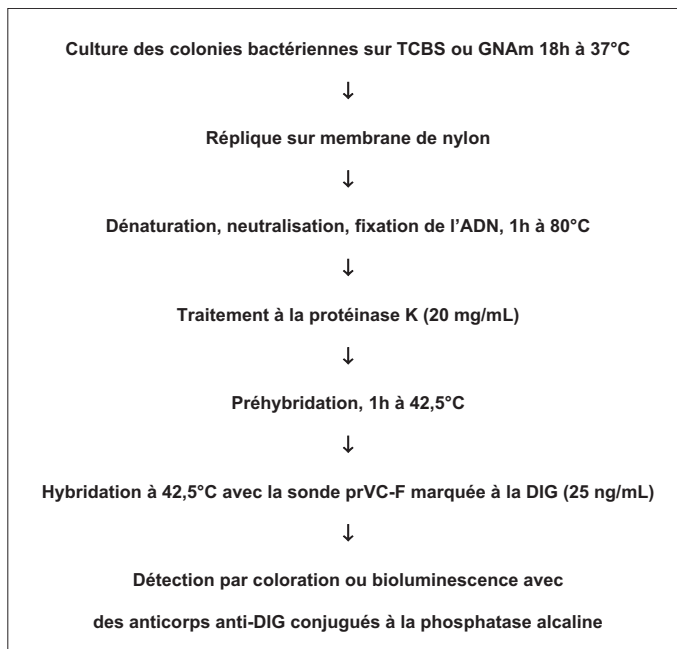 Culture des colonies bactériennes sur TCBS ou GNAm 18h à 37°C
↓
Réplique sur membrane de nylon
↓
Dénaturation, neutralisation, fixation de l’ADN, 1h à 80°C
↓
Traitement à la protéinase K (20 mg/mL)
↓
Préhybridation, 1h à 42,5°C
↓
Hybridation à 42,5°C avec la sonde prVC-F marquée à la DIG (25 ng/mL)
↓
Détection par coloration ou bioluminescence avec
des anticorps anti-DIG conjugués à la phosphatase alcaline